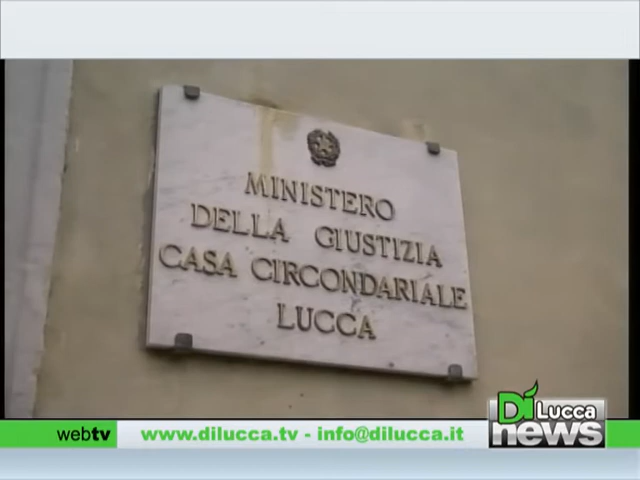 MINISTERO
DELLA GIUSTIZIA
CASA CIRCONDARIALE
LUCCA
Di Lucca
news
webtv www.dilucca.tv - info@dilucca.it